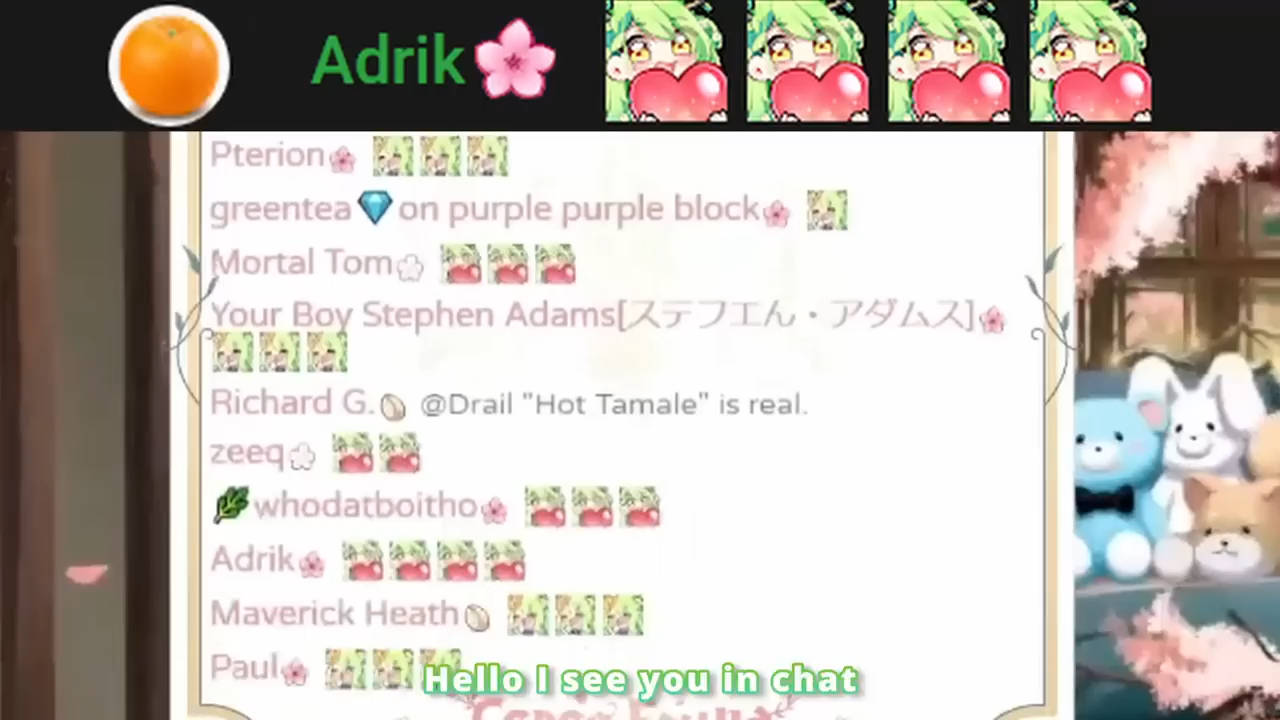 Adrik
Pterion
greentea on purple purple block
Mortal Tom
Your Boy Stephen Adams[ステフエん・アダムス]
Richard G. @Drail "Hot Tamale" is real.
zeeq
whodatboitho
Adrik
Maverick Heath
Paul
Hello I see you in chat